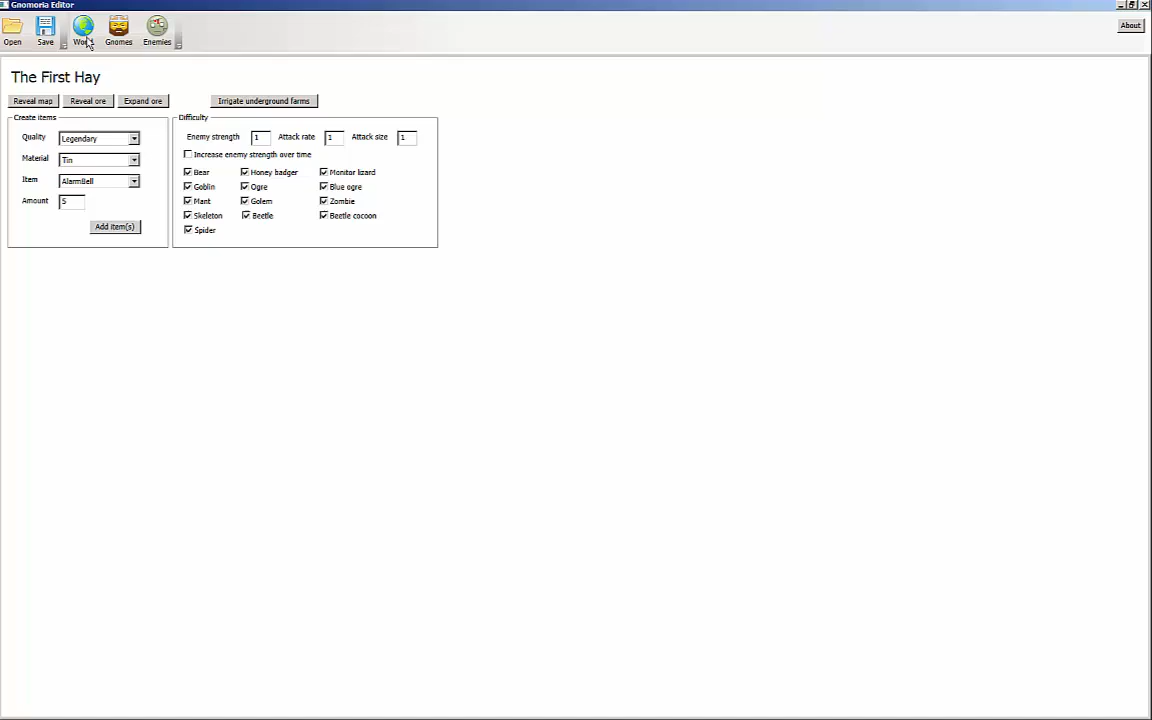 Gnomoria Editor
Open Save World Gnomes Enemies About
The First Hay
Reveal map Reveal ore Expand ore Irrigate underground farms
Create items
Quality Legendary
Material Tin
Item AlarmBell
Amount 5
Add item(s)
Difficulty
Enemy strength 1 Attack rate 1 Attack size 1
Increase enemy strength over time
Bear Honey badger Monitor lizard
Goblin Ogre Blue ogre
Mant Golem Zombie
Skeleton Beetle Beetle cocoon
Spider